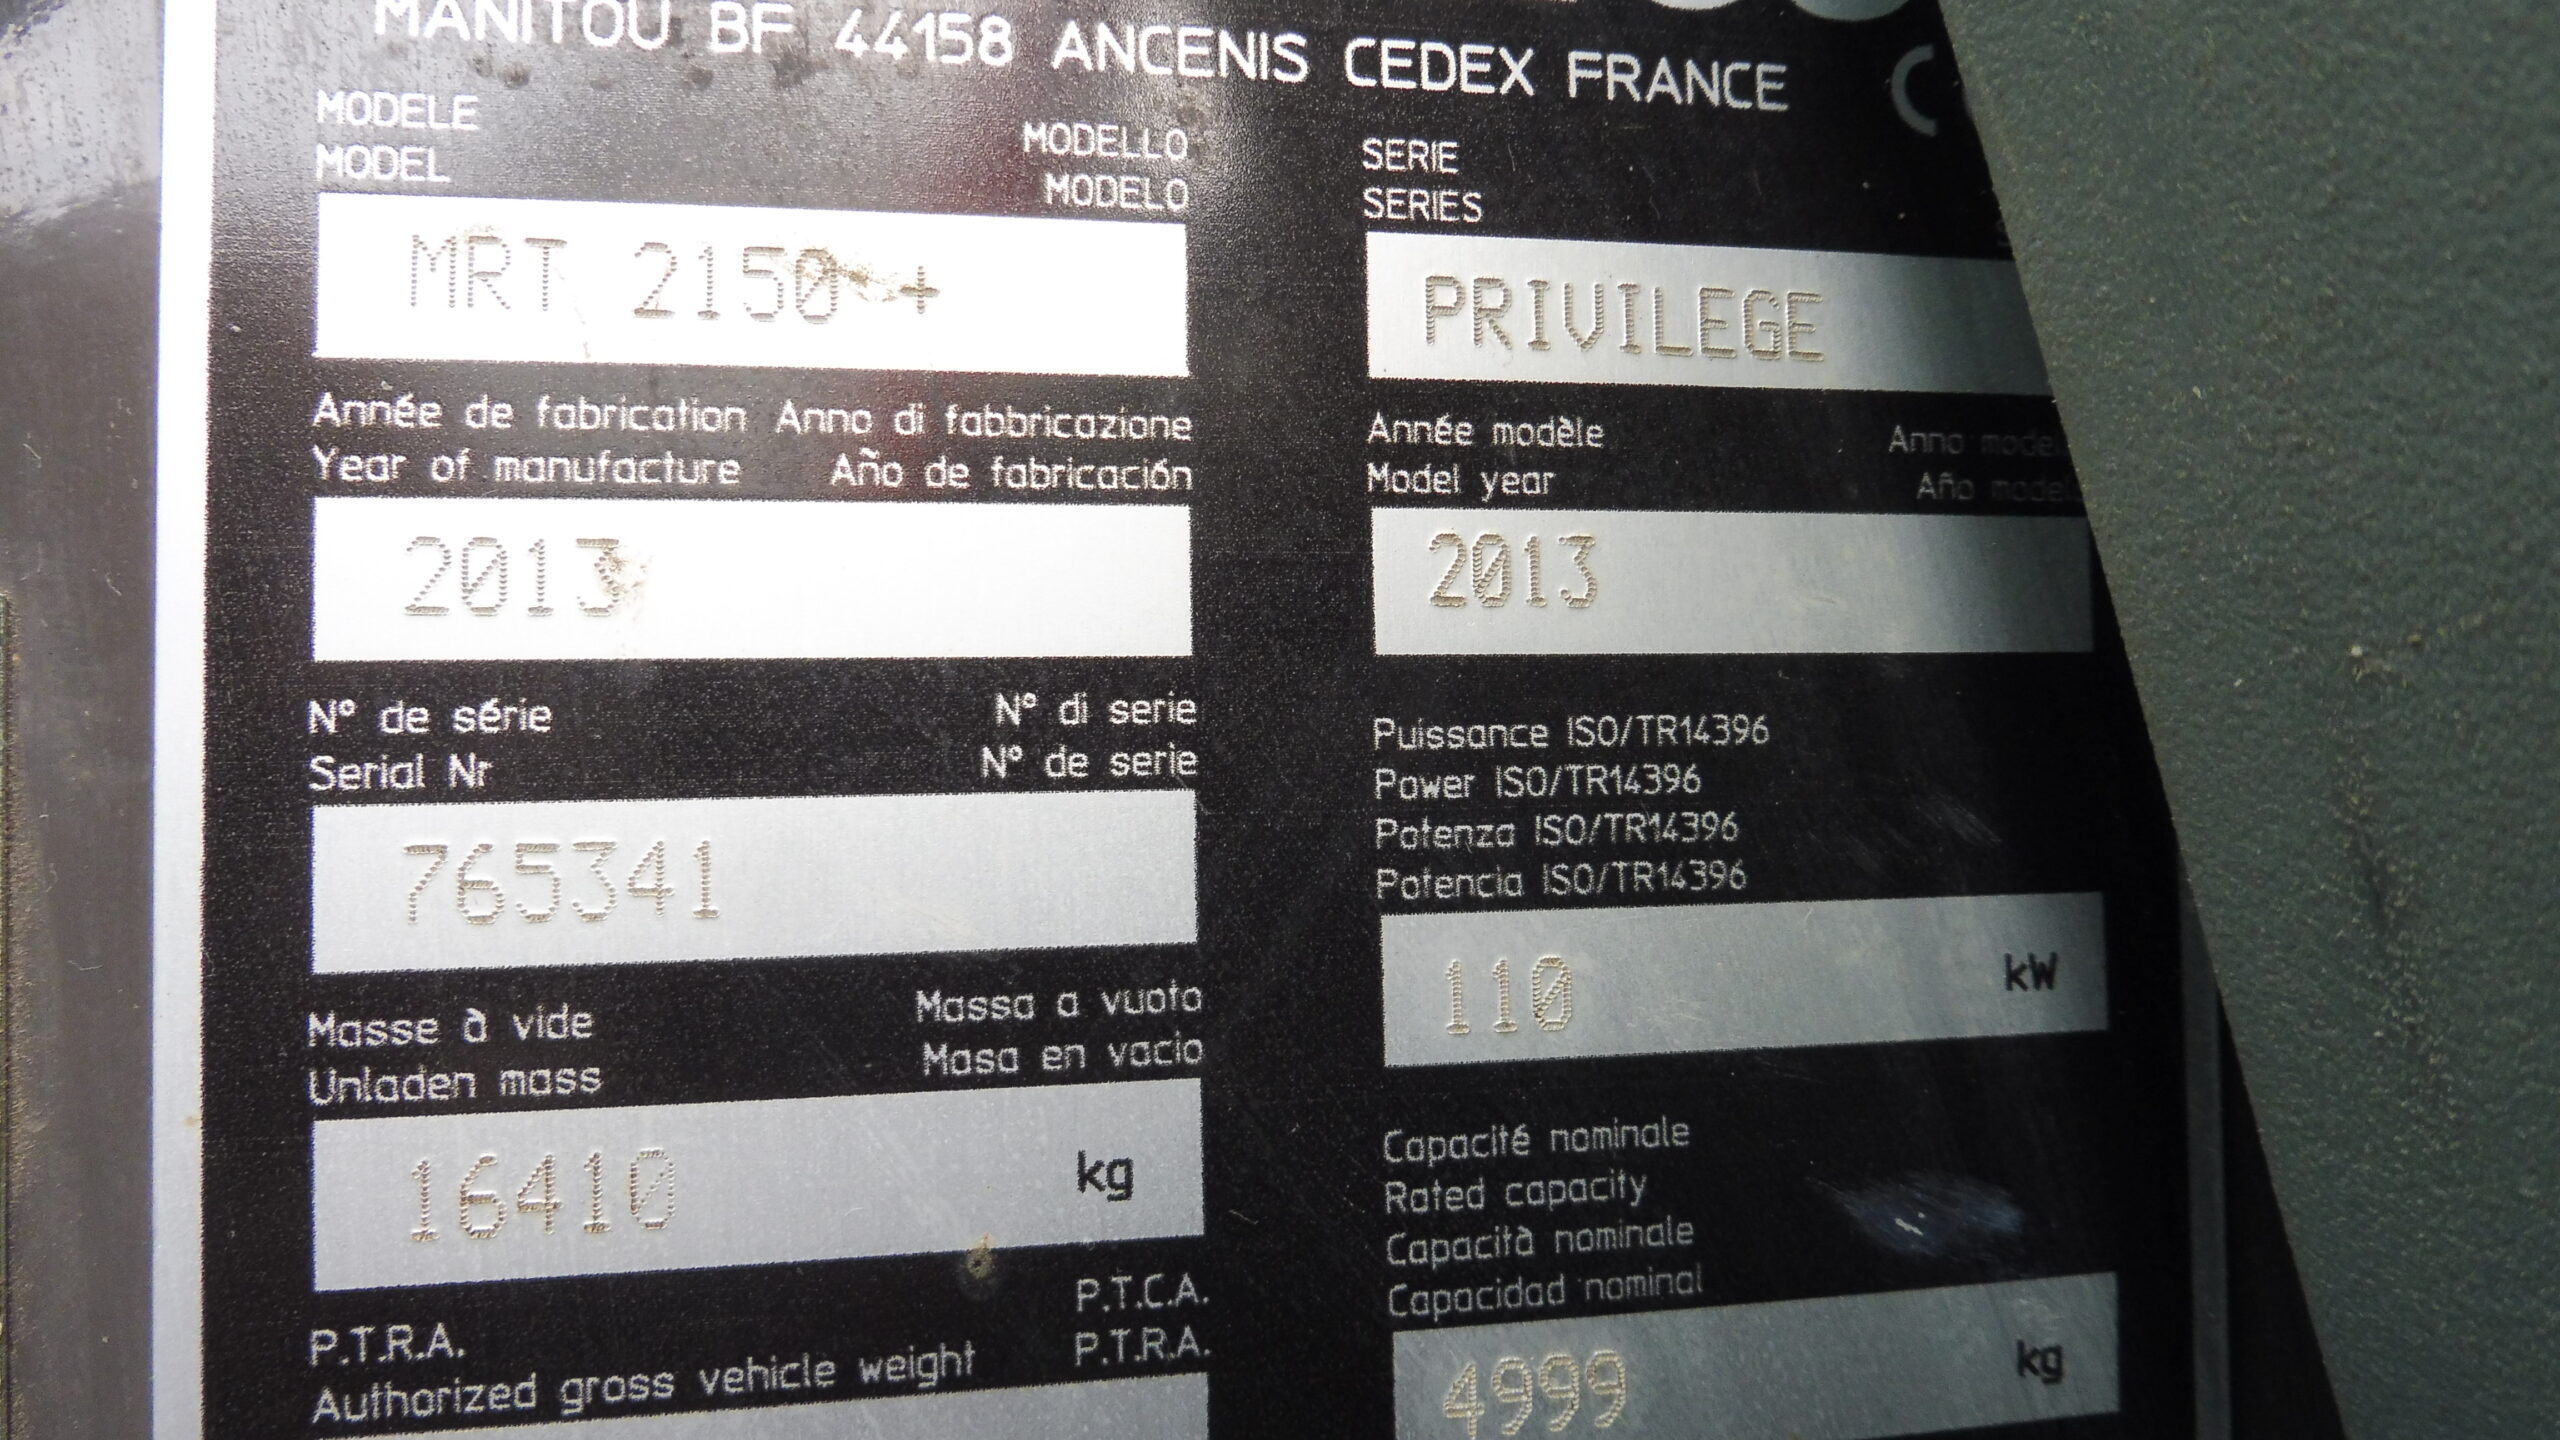 MANITOU BF 44158 ANCENIS CEDEX FRANCE
MODELE
MODELLO
MODEL
MODELO
MRT 2150 +
SERIE
SERIES
PRIVILEGE
Année de fabrication Anno di fabbricazione
Year of manufacture Año de fabricación
2013
Année modèle Anno
Model year Año
2013
N° de série N° di serie
Serial Nr N° de serie
765341
Puissance ISO/TR14396
Power ISO/TR14396
Potenza ISO/TR14396
Potencia ISO/TR14396
110 kW
Masse à vide Massa a vuoto
Unladen mass Masa en vacio
16410 kg
Capacité nominale
Rated capacity
Capacità nominale
Capacidad nominal
4999 kg
P.T.R.A. P.T.C.A.
Authorized gross vehicle weight P.T.R.A.